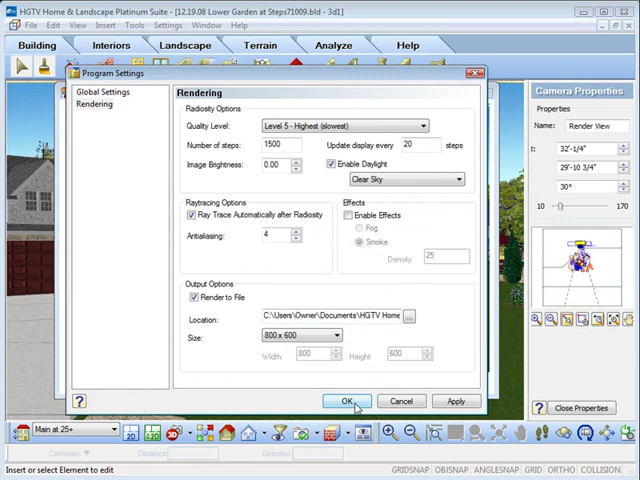 HGTV Home & Landscape Platinum Suite - [12.19.08 Lower Garden at Steps71009.bld - 3d1]
File Edit View Insert Tools Settings Window
Building Interiors Landscape Terrain Analyze Help
Program Settings
Global Settings
Rendering
Rendering
Radiosity Options
Quality Level: Level 5 - Highest (slowest)
Number of steps: 1500 Update display every 20 steps
Image Brightness: 0.00 Enable Daylight
Clear Sky
Raytracing Options
Ray Trace Automatically after Radiosity
Antialiasing: 4
Effects
Enable Effects
Fog
Smoke
Density: 25
Output Options
Render to File
Location: C:\Users\Owner\Documents\HGTV Home ...
Size: 800 x 600
Width: 800 Height: 600
? OK Cancel Apply
Camera Properties
Properties
Name: Render View
t: 32'-1/4"
29'-10 3/4"
30°
10 170
? Close Properties
Main at 25+ 2D 2D 3D
Cartesian Distance
Insert or select Element to edit GRIDSNAP OBJSNAP ANGLESNAP GRID ORTHO COLLISION